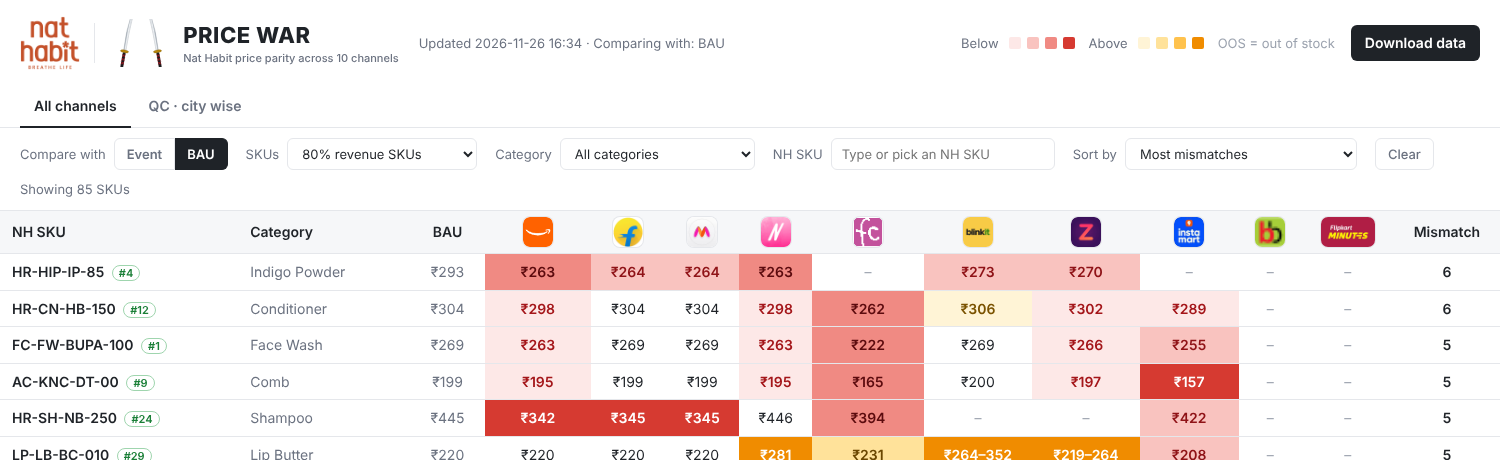 nat habit BREATHE LIFE
PRICE WAR
Nat Habit price parity across 10 channels
Updated 2026-11-26 16:34 · Comparing with: BAU
Below Above OOS = out of stock
Download data
All channels QC · city wise
Compare with Event BAU SKUs 80% revenue SKUs Category All categories NH SKU Type or pick an NH SKU Sort by Most mismatches Clear
Showing 85 SKUs
NH SKU Category BAU f M N fc blinkit Z insta mart bb Flipkart MINUTES Mismatch
HR-HIP-IP-85 #4 Indigo Powder ₹293 ₹263 ₹264 ₹264 ₹263 – ₹273 ₹270 – – – 6
HR-CN-HB-150 #12 Conditioner ₹304 ₹298 ₹304 ₹304 ₹298 ₹262 ₹306 ₹302 ₹289 – – 6
FC-FW-BUPA-100 #1 Face Wash ₹269 ₹263 ₹269 ₹269 ₹263 ₹222 ₹269 ₹266 ₹255 – – 5
AC-KNC-DT-00 #9 Comb ₹199 ₹195 ₹199 ₹199 ₹195 ₹165 ₹200 ₹197 ₹157 – – 5
HR-SH-NB-250 #24 Shampoo ₹445 ₹342 ₹345 ₹345 ₹446 ₹394 – – ₹422 – – 5
LP-LB-BC-010 #29 Lip Butter ₹220 ₹220 ₹220 ₹220 ₹281 ₹231 ₹264–352 ₹219–264 ₹208 – – 5